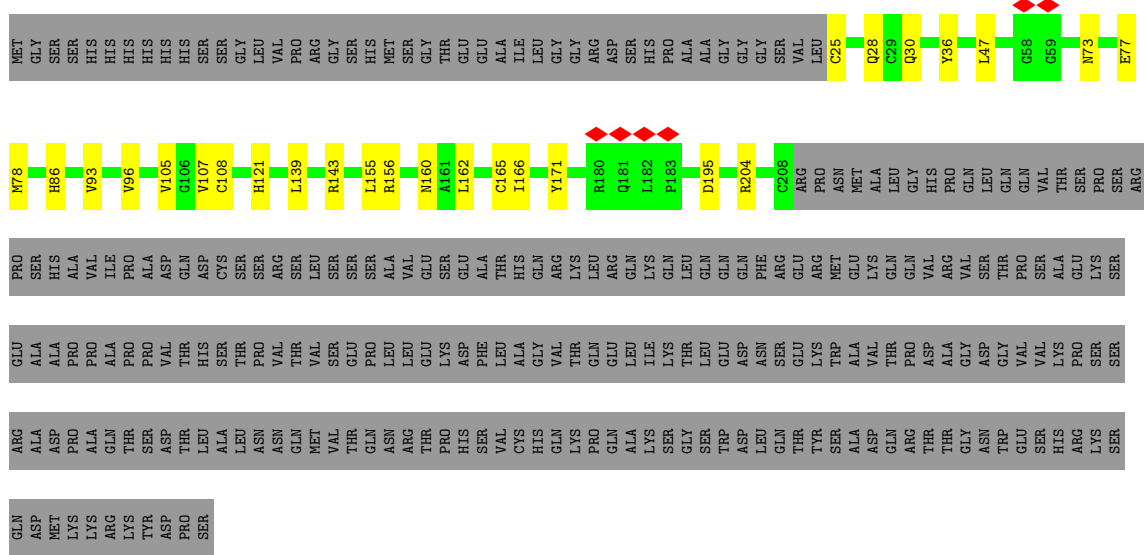 MET GLY SER SER HIS HIS HIS HIS HIS HIS SER SER GLY LEU VAL PRO ARG GLY SER HIS MET SER GLY THR GLU GLU ALA ILE LEU GLY GLY ARG ASP SER HIS PRO ALA ALA GLY GLY GLY SER VAL LEU C25 Q28 C29 Q30 Y36 L47 G58 G59 N73 E77
M78 H86 V93 V96 V105 G106 V107 C108 H121 L139 R143 L155 R156 N160 A161 L162 C165 I166 Y171 R180 Q181 L182 P183 D195 R204 C208 ARG PRO ASN MET ALA LEU GLY HIS PRO GLN LEU GLN GLN VAL THR SER PRO SER ARG
PRO SER HIS ALA VAL ILE PRO ALA ASP GLN ASP CYS SER SER ARG SER LEU SER SER SER ALA VAL GLU SER GLU ALA THR HIS GLN ARG LYS LEU ARG GLN LYS GLN LEU GLN GLN GLN PHE ARG GLU ARG MET GLU LYS GLN GLN VAL ARG VAL SER THR PRO SER ALA GLU LYS SER
GLU ALA ALA PRO PRO ALA PRO PRO VAL THR HIS SER THR PRO VAL THR VAL SER GLU PRO LEU LEU GLU LYS ASP PHE LEU ALA GLY VAL THR GLN GLU LEU ILE LYS THR LEU GLU ASP ASN SER GLU LYS TRP ALA VAL THR PRO ASP ALA GLY ASP GLY VAL VAL LYS PRO SER SER
ARG ALA ASP PRO ALA GLN THR SER ASP THR LEU ALA LEU ASN ASN GLN MET VAL THR GLN ASN ARG THR PRO HIS SER VAL CYS HIS GLN LYS PRO GLN ALA LYS SER GLY SER TRP ASP LEU GLN THR TYR SER ALA ASP GLN ARG THR THR GLY ASN TRP GLU SER HIS ARG LYS SER
GLN ASP MET LYS LYS ARG LYS TYR ASP PRO SER